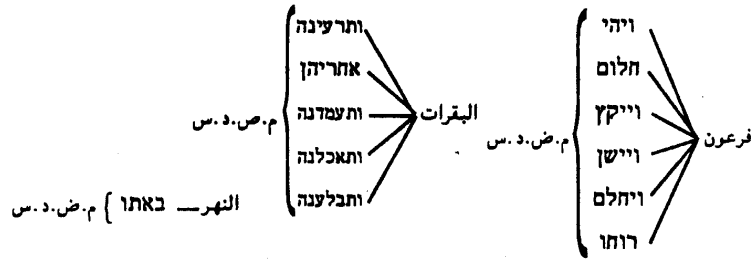 فرعون
ויהי
חלום
וייקץ
ויישן
ויחלם
רוחו
م.ض.د.س
البقرات
ותרעינה
אחריהן
ותעמדנה
ותאכלנה
ותבלענה
م.ص.د.س
النهر — באתו } م.ض.د.س